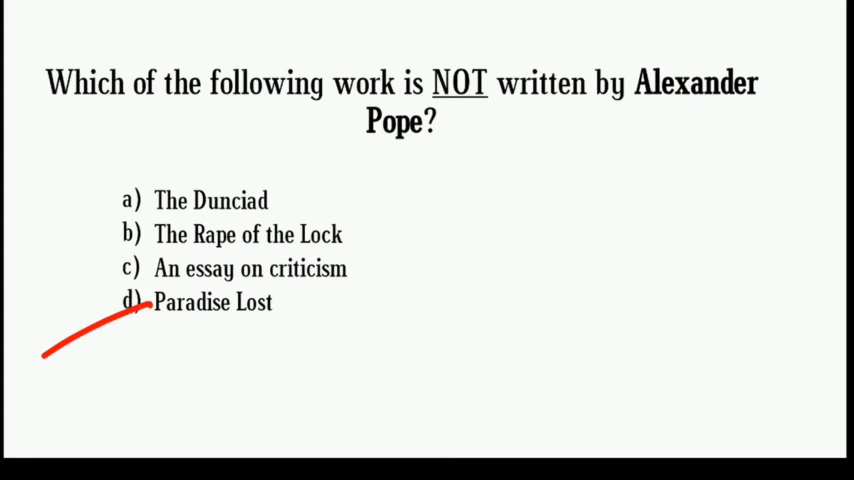 Which of the following work is NOT written by Alexander
Pope?
a) The Dunciad
b) The Rape of the Lock
c) An essay on criticism
d) Paradise Lost